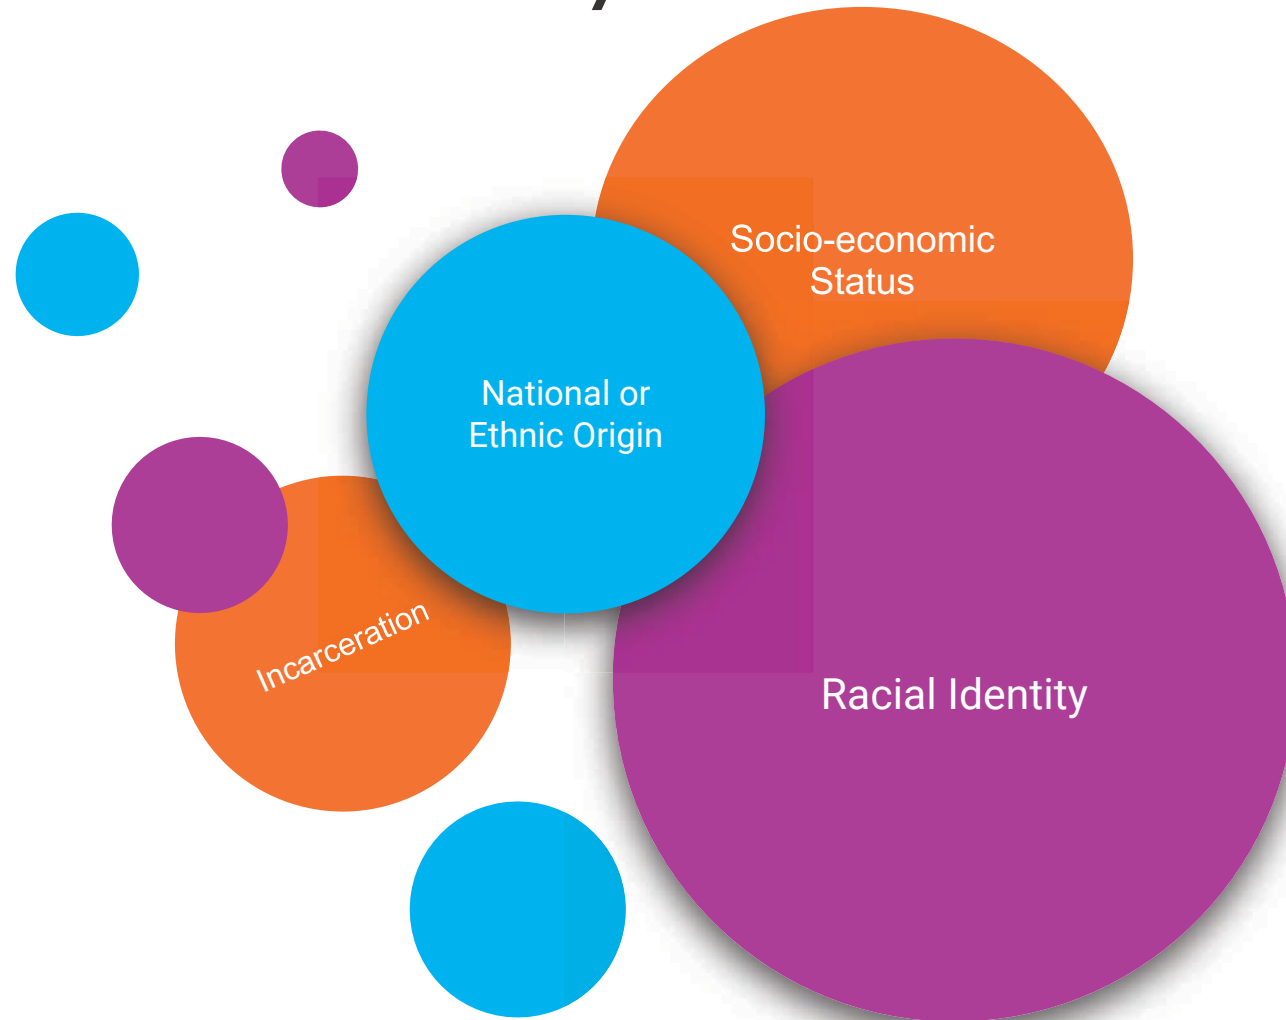 Socio-economic
Status
National or
Ethnic Origin
Incarceration
Racial Identity